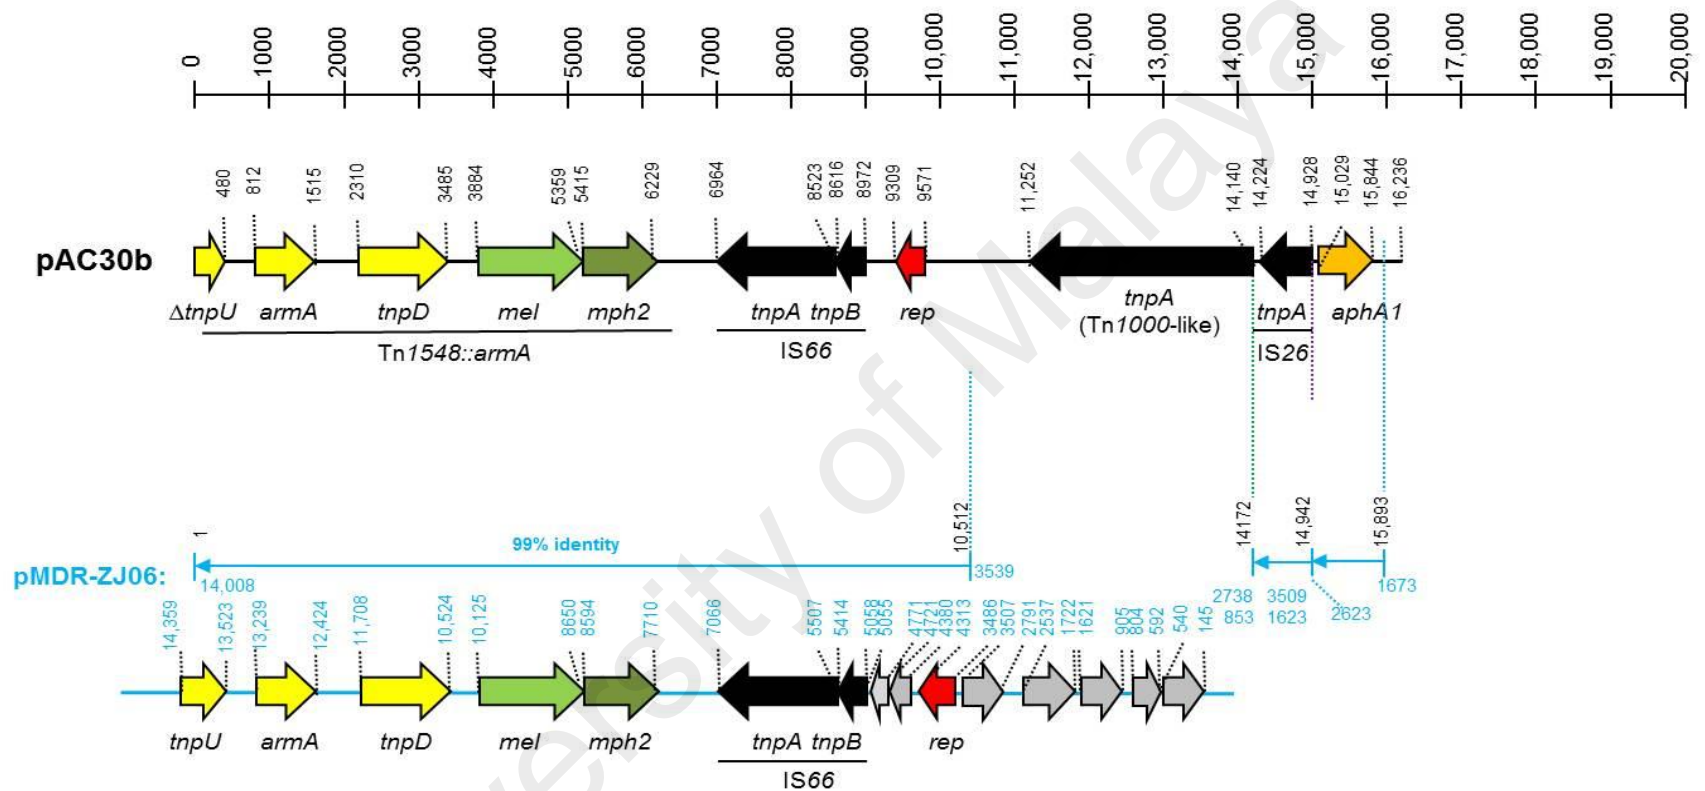 0 1000 2000 3000 4000 5000 6000 7000 8000 9000 10,000 11,000 12,000 13,000 14,000 15,000 16,000 17,000 18,000 19,000 20,000
480 812 1515 2310 3485 3884 5359 5415 6229 6964 8523 8616 8972 9309 9571 11,252 14,140 14,224 14,928 15,029 15,844 16,236
pAC30b
ΔtnpU armA tnpD mel mph2 tnpA tnpB rep tnpA tnpA aphA1
(Tn1000-like)
Tn1548::armA IS66 IS26
1 10,512 14172 14,942 15,893
99% identity
pMDR-ZJ06: 14,008 3539 1673
2738 3509 2623
853 1623
14,359 13,523 13,239 12,424 11,708 10,524 10,125 8650 8594 7710 7066 5507 5414 5058 5055 4771 4721 4380 4313 3486 3507 2791 2537 1722 1621 905 804 592 540 145
tnpU armA tnpD mel mph2 tnpA tnpB rep
IS66
University of Malaya